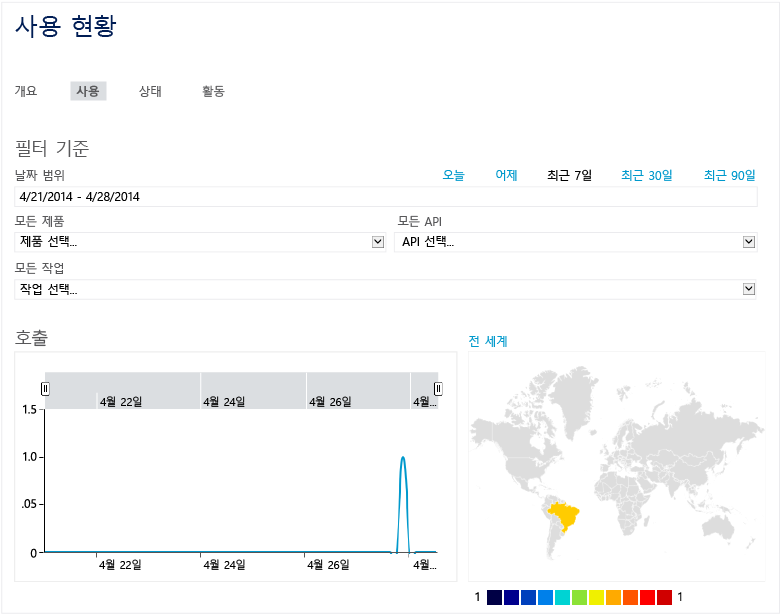 사용 현황
개요 사용 상태 활동
필터 기준
날짜 범위 오늘 어제 최근 7일 최근 30일 최근 90일
4/21/2014 - 4/28/2014
모든 제품 모든 API
제품 선택... API 선택...
모든 작업
작업 선택...
호출 전 세계
4월 22일 4월 24일 4월 26일 4월...
1.5
1.0
.05
0
4월 22일 4월 24일 4월 26일 4월...
1 1